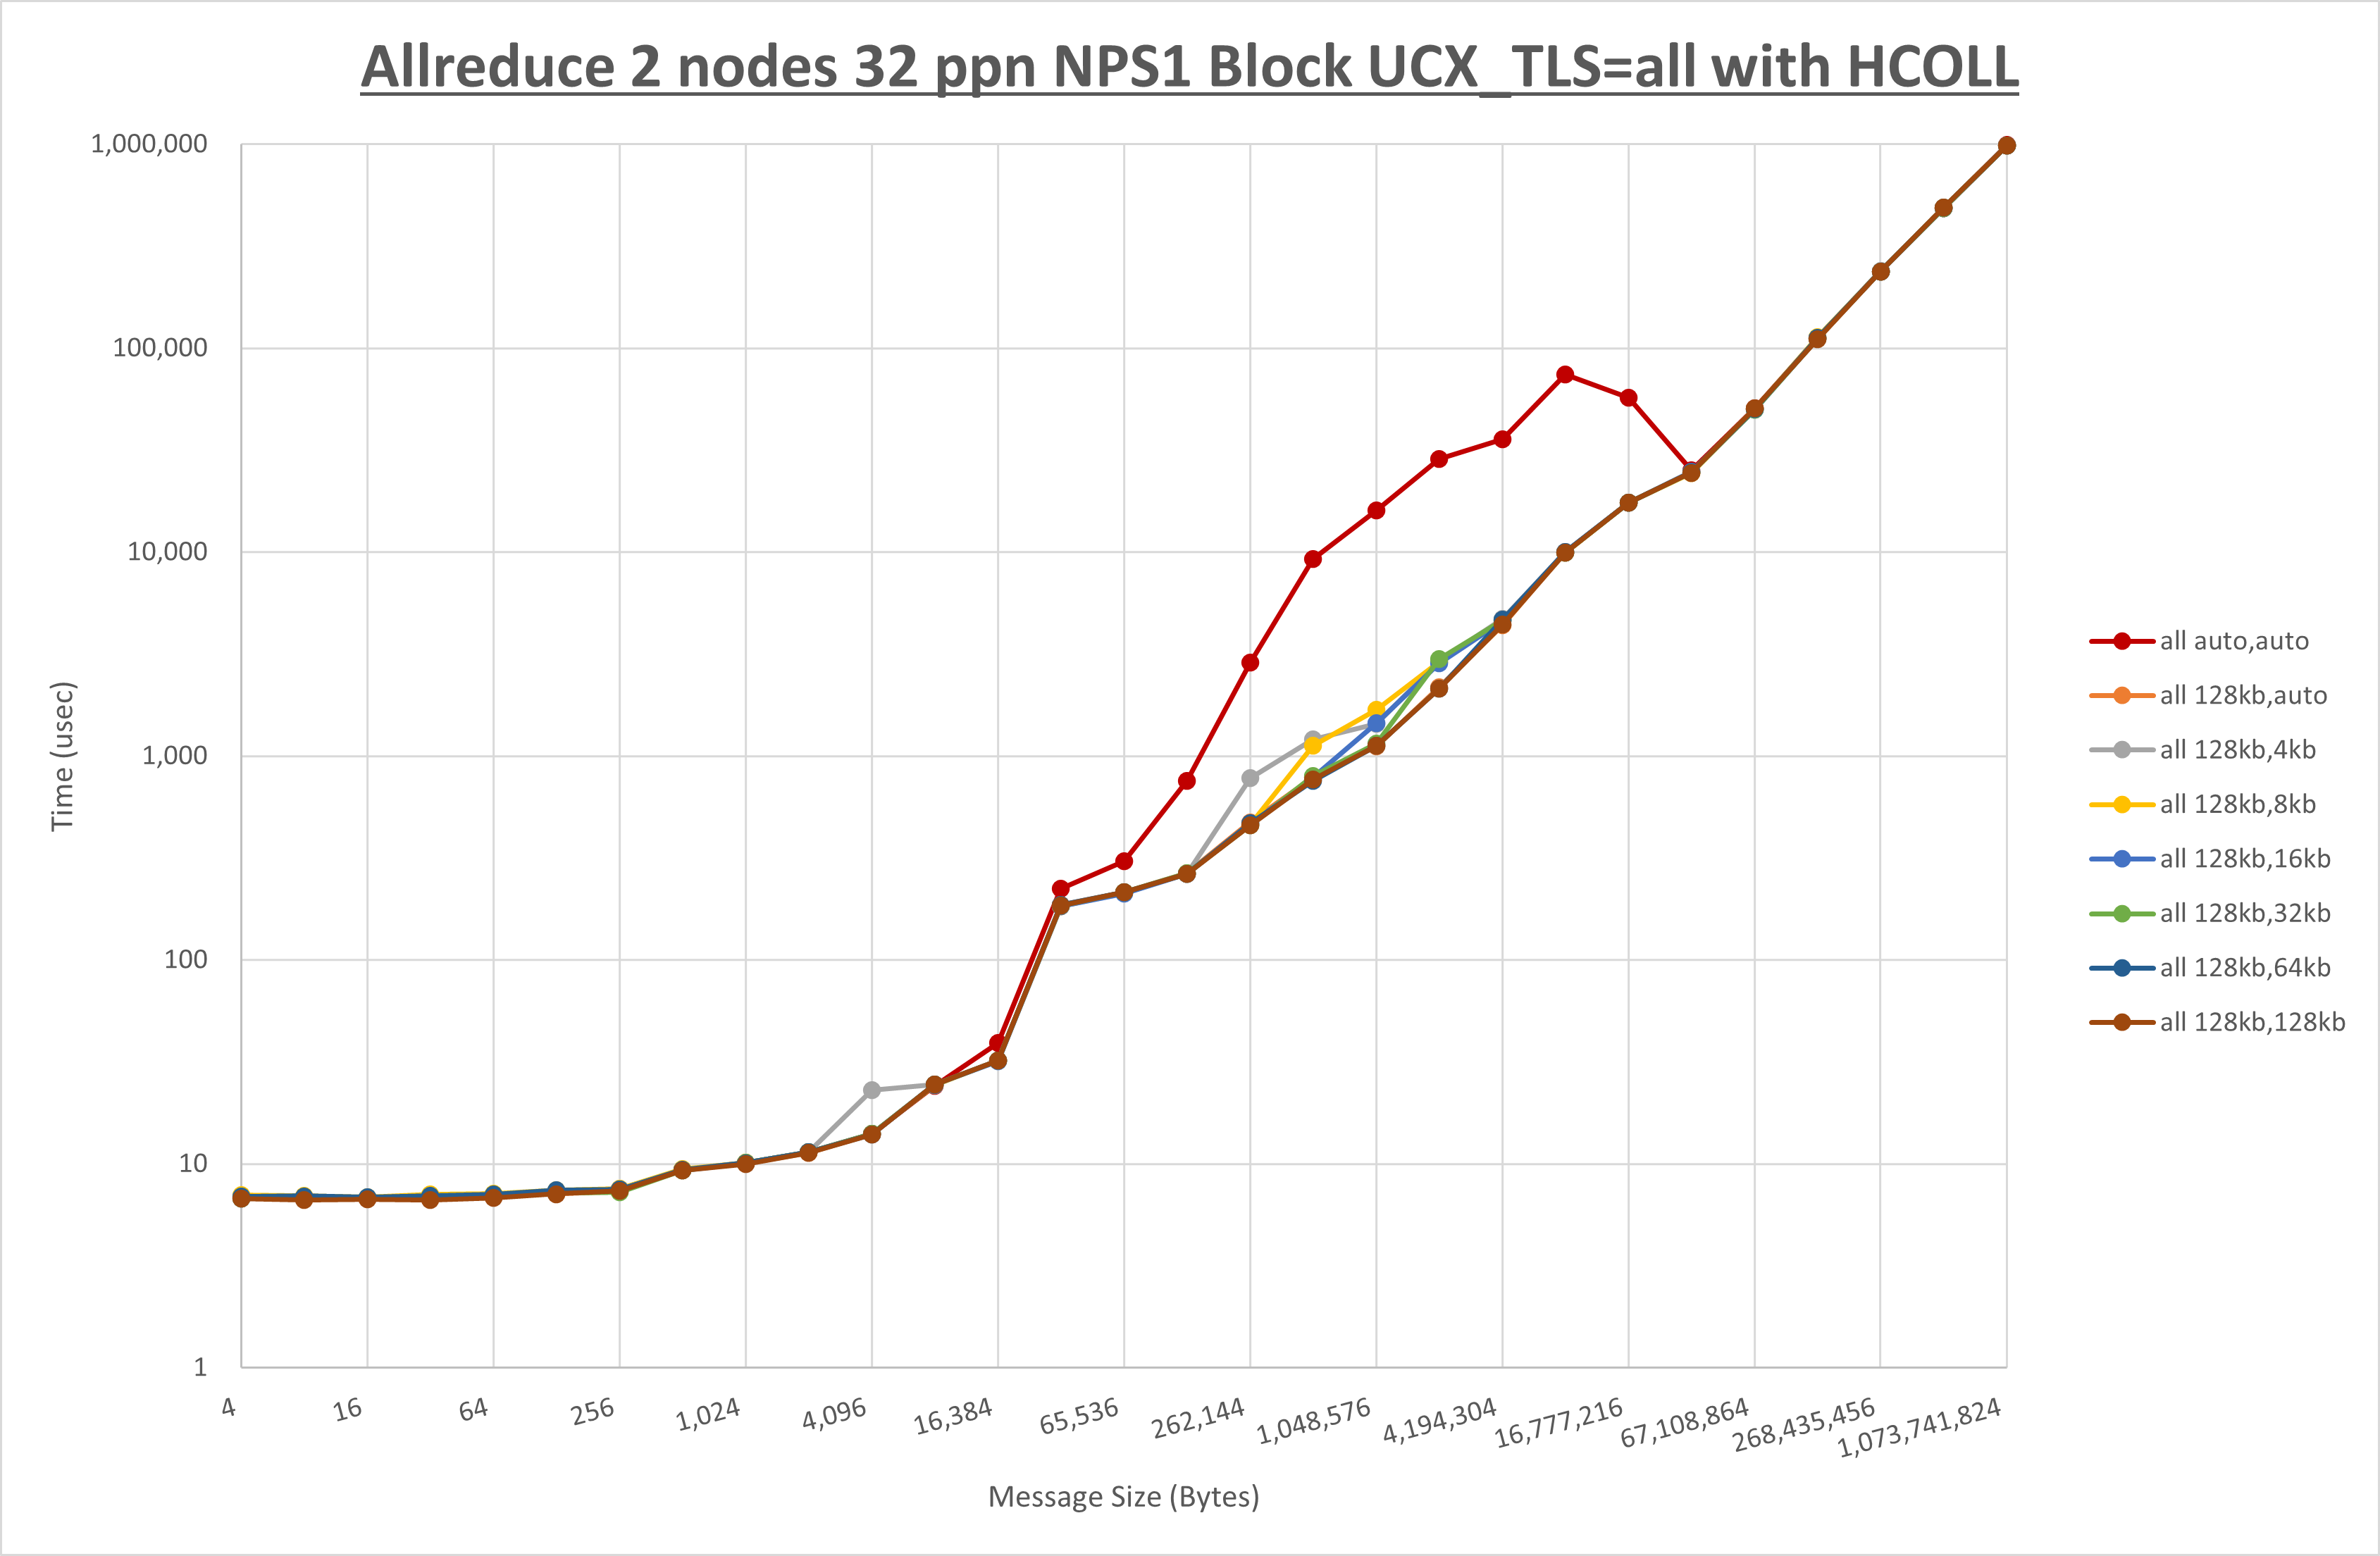 Allreduce 2 nodes 32 ppn NPS1 Block UCX_TLS=all with HCOLL
1,000,000
100,000
10,000
1,000
100
10
1
Time (usec)
4
16
64
256
1,024
4,096
16,384
65,536
262,144
1,048,576
4,194,304
16,777,216
67,108,864
268,435,456
1,073,741,824
Message Size (Bytes)
all auto,auto
all 128kb,auto
all 128kb,4kb
all 128kb,8kb
all 128kb,16kb
all 128kb,32kb
all 128kb,64kb
all 128kb,128kb